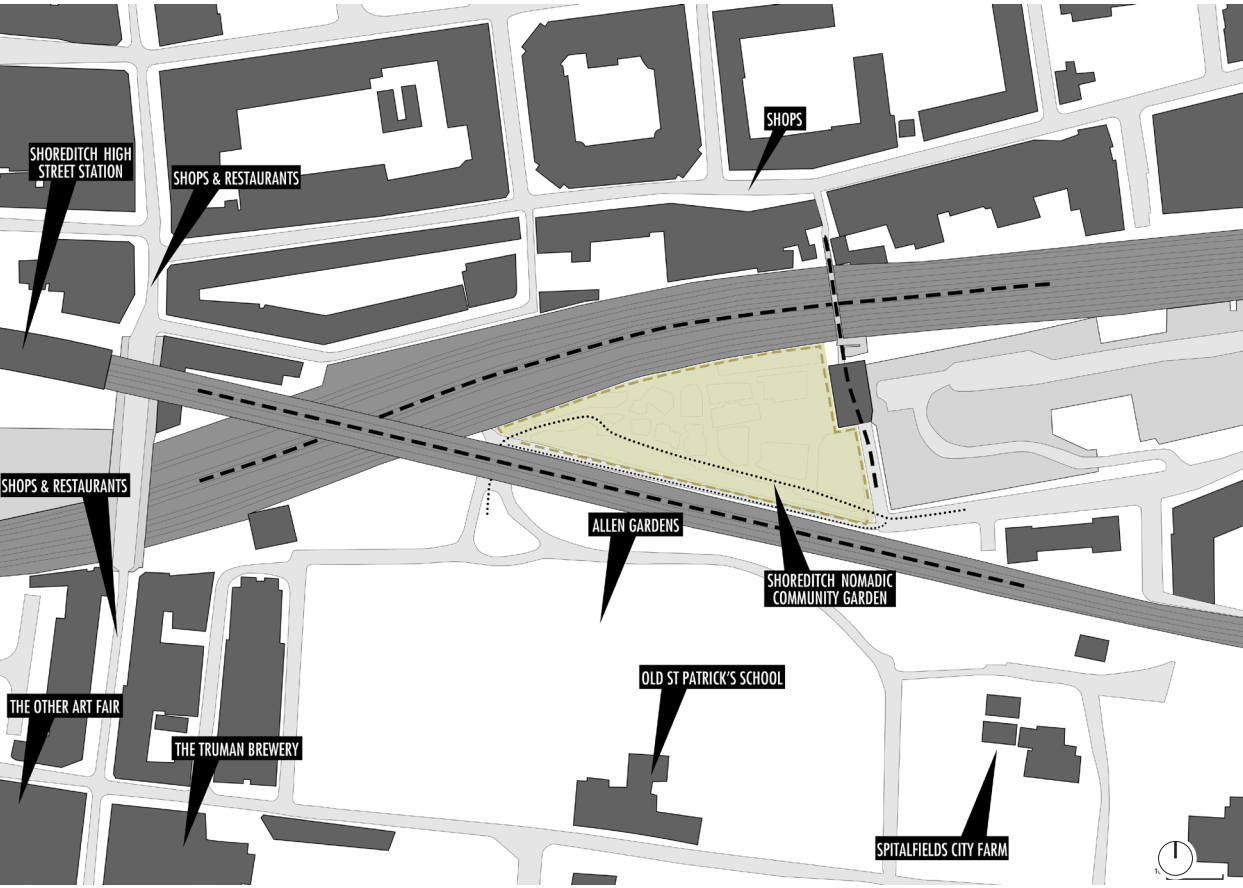 SHOPS
SHOREDITCH HIGH
STREET STATION
SHOPS & RESTAURANTS
SHOPS & RESTAURANTS
ALLEN GARDENS
SHOREDITCH NOMADIC
COMMUNITY GARDEN
OLD ST PATRICK'S SCHOOL
THE OTHER ART FAIR
THE TRUMAN BREWERY
SPITALFIELDS CITY FARM